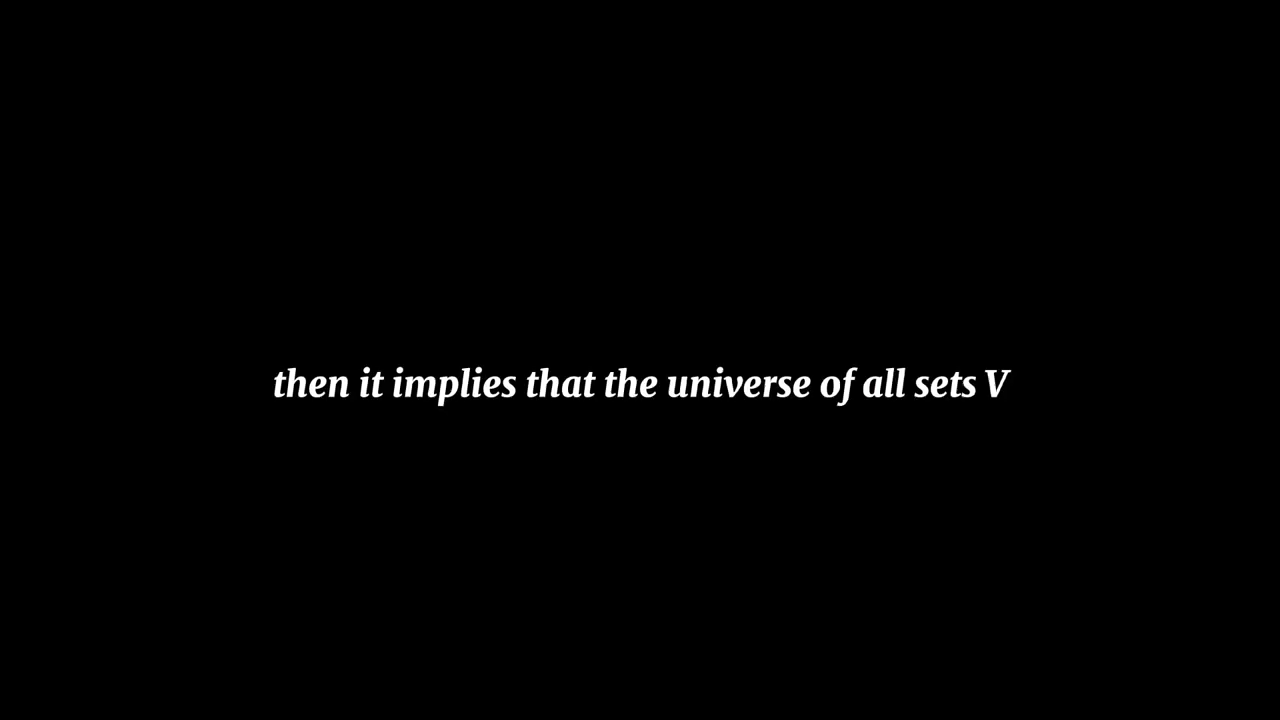 then it implies that the universe of all sets V